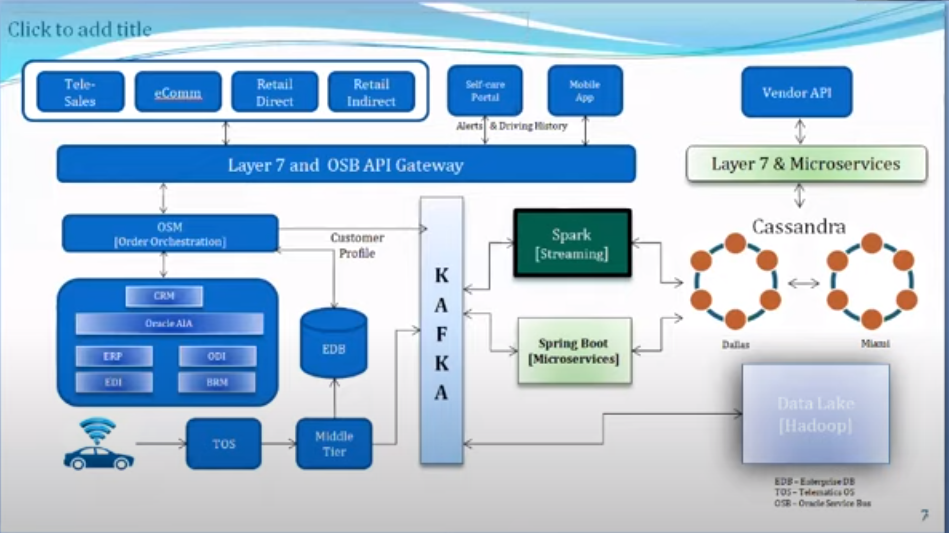 Click to add title
Tele-
Sales
eComm
Retail
Direct
Retail
Indirect
Self-care
Portal
Mobile
App
Vendor API
Alerts & Driving History
Layer 7 and OSB API Gateway
Layer 7 & Microservices
OSM
[Order Orchestration]
Customer
Profile
K
A
F
K
A
Spark
[Streaming]
Cassandra
CRM
Oracle AIA
ERP
ODI
EDI
BRM
EDB
Spring Boot
[Microservices]
Dallas
Miami
TOS
Middle
Tier
Data Lake
[Hadoop]
EDB – Enterprise DB
TOS – Telematics OS
OSB – Oracle Service Bus
7